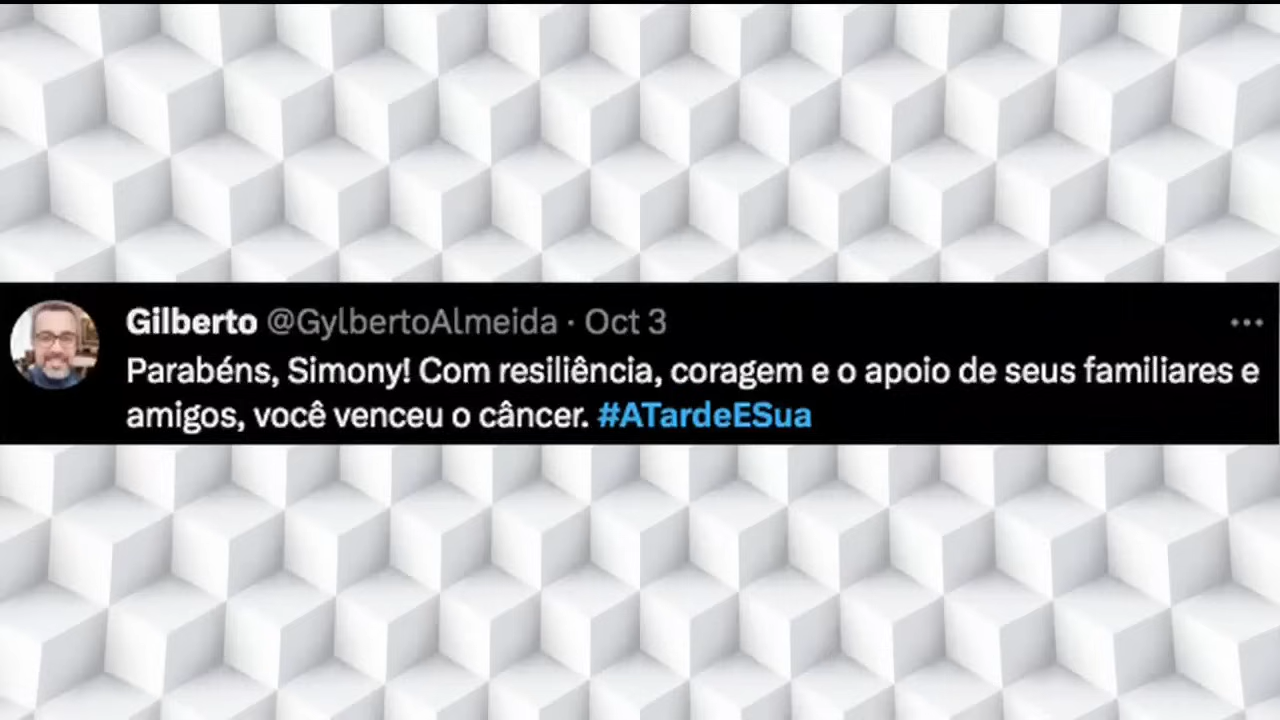 Gilberto @GylbertoAlmeida · Oct 3
Parabéns, Simony! Com resiliência, coragem e o apoio de seus familiares e
amigos, você venceu o câncer. #ATardeESua